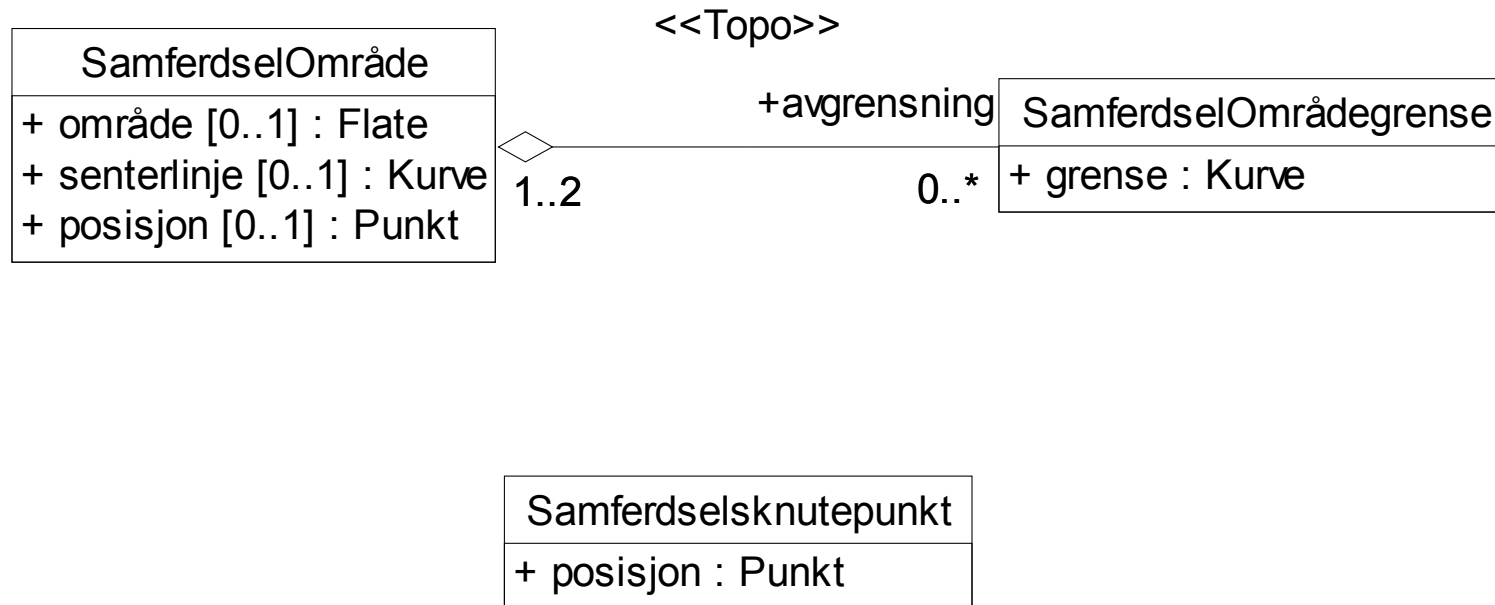 <<Topo>>
SamferdselOmråde
+ område [0..1] : Flate
+ senterlinje [0..1] : Kurve
+ posisjon [0..1] : Punkt
1..2
+avgrensning
0..*
SamferdselOmrådegrense
+ grense : Kurve
Samferdselsknutepunkt
+ posisjon : Punkt